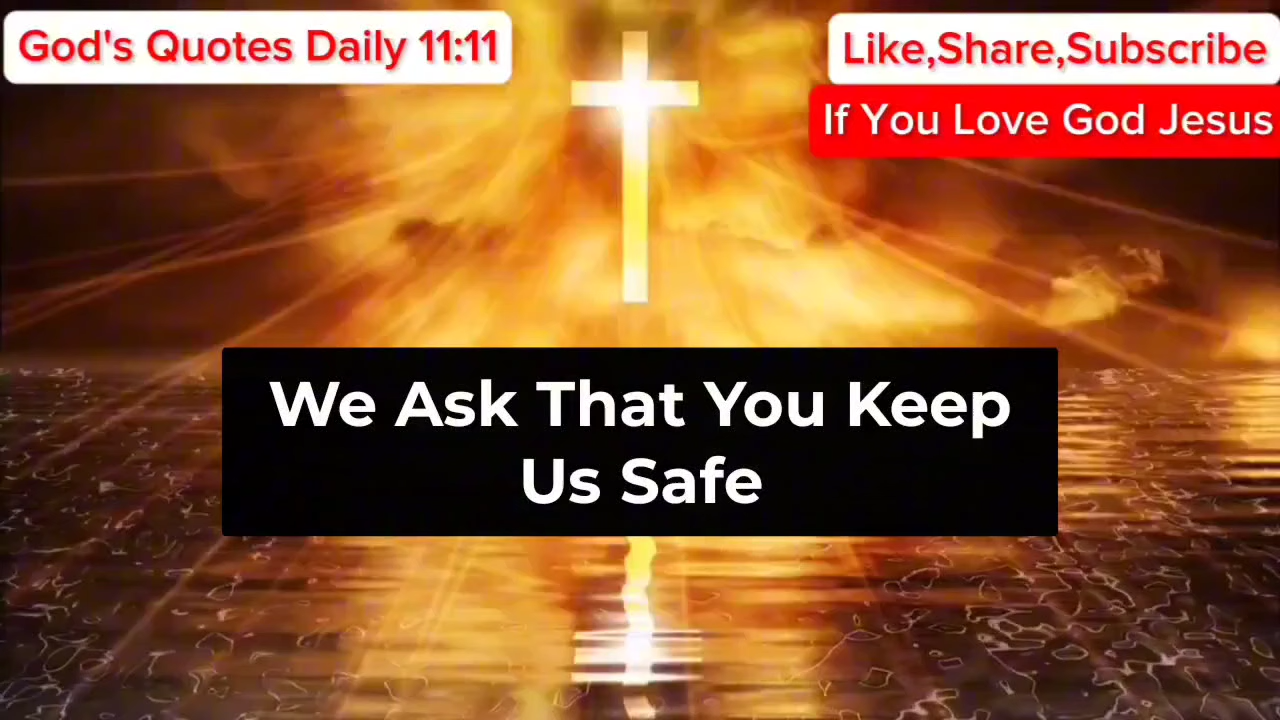 God's Quotes Daily 11:11
Like,Share,Subscribe
If You Love God Jesus
We Ask That You Keep
Us Safe